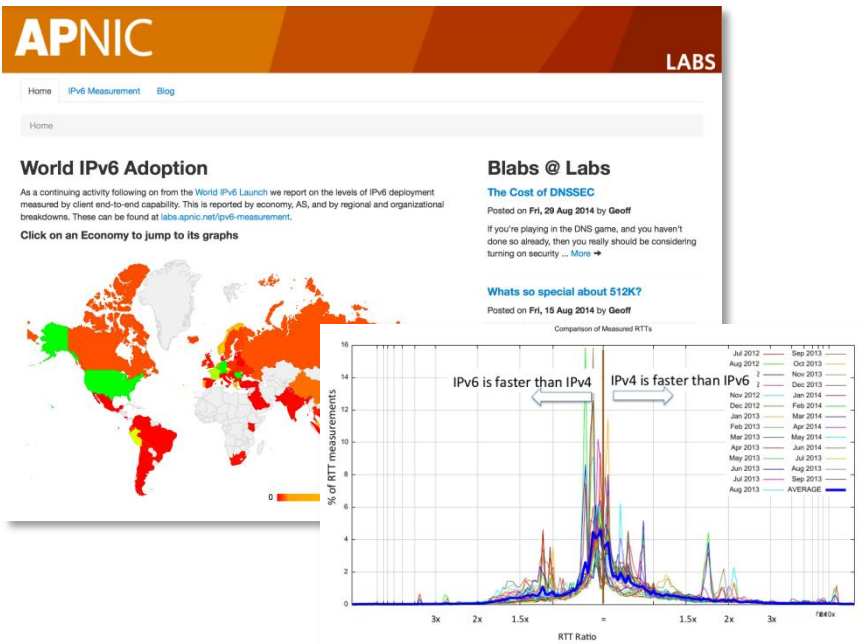 APNIC
LABS
Home IPv6 Measurement Blog
Home
World IPv6 Adoption
As a continuing activity following on from the World IPv6 Launch we report on the levels of IPv6 deployment
measured by client end-to-end capability. This is reported by economy, AS, and by regional and organizational
breakdowns. These can be found at labs.apnic.net/ipv6-measurement.
Click on an Economy to jump to its graphs
0
Blabs @ Labs
The Cost of DNSSEC
Posted on Fri, 29 Aug 2014 by Geoff
If you're playing in the DNS game, and you haven't
done so already, then you really should be considering
turning on security ... More →
Whats so special about 512K?
Posted on Fri, 15 Aug 2014 by Geoff
Comparison of Measured RTTs
% of RTT measurements
16
14
12
10
8
6
4
2
0
IPv6 is faster than IPv4
IPv4 is faster than IPv6
Jul 2012 Sep 2013
Aug 2012 Oct 2013
2 Nov 2013
2 Dec 2013
Nov 2012 Jan 2014
Dec 2012 Feb 2014
Jan 2013 Mar 2014
Feb 2013 Apr 2014
Mar 2013 May 2014
Apr 2013 Jun 2014
May 2013 Jul 2013
Jun 2013 Aug 2013
Jul 2013 Sep 2013
Aug 2013 AVERAGE
3x 2x 1.5x = 1.5x 2x 3x
RTT Ratio